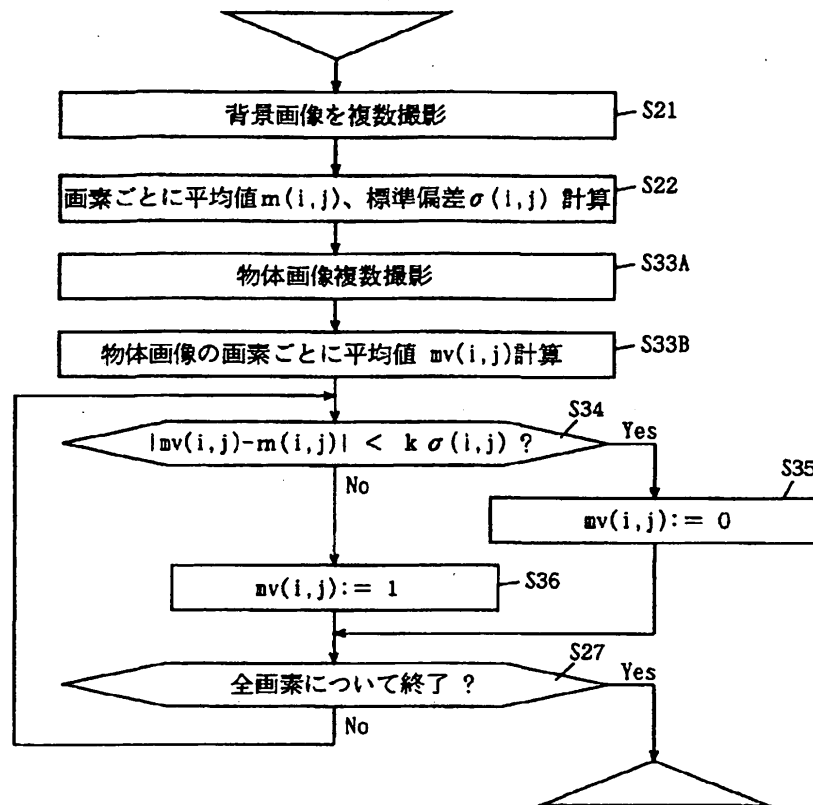 背景画像を複数撮影
S21
画素ごとに平均値m(i,j)、標準偏差σ(i,j) 計算
S22
物体画像複数撮影
S33A
物体画像の画素ごとに平均値 mv(i,j)計算
S33B
S34
|mv(i,j)-m(i,j)| < kσ(i,j) ?
Yes
No
S35
mv(i,j):= 0
mv(i,j):= 1
S36
S27
全画素について終了 ?
Yes
No